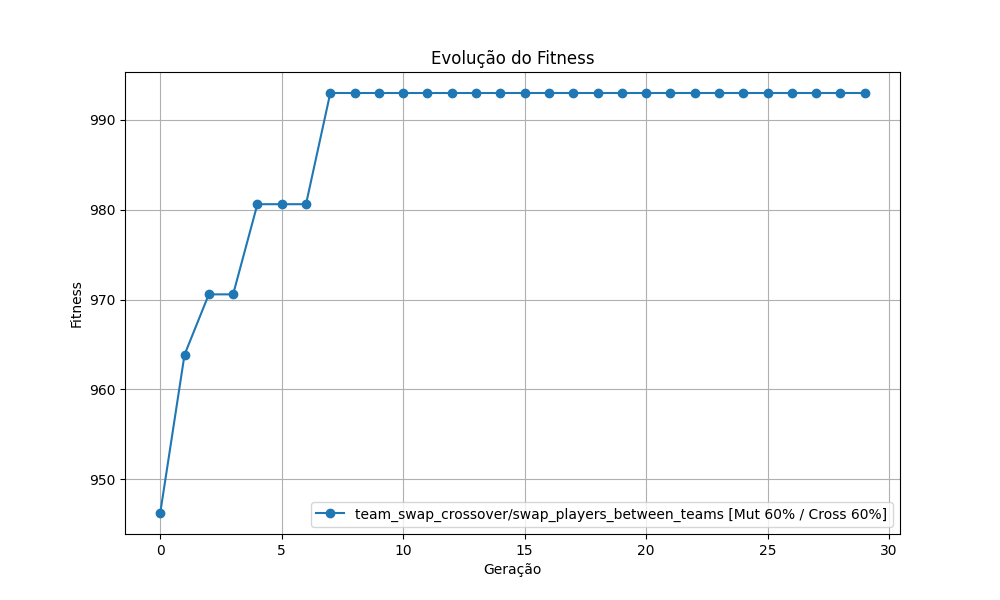 Evolução do Fitness
Fitness
990
980
970
960
950
team_swap_crossover/swap_players_between_teams [Mut 60% / Cross 60%]
0 5 10 15 20 25 30
Geração